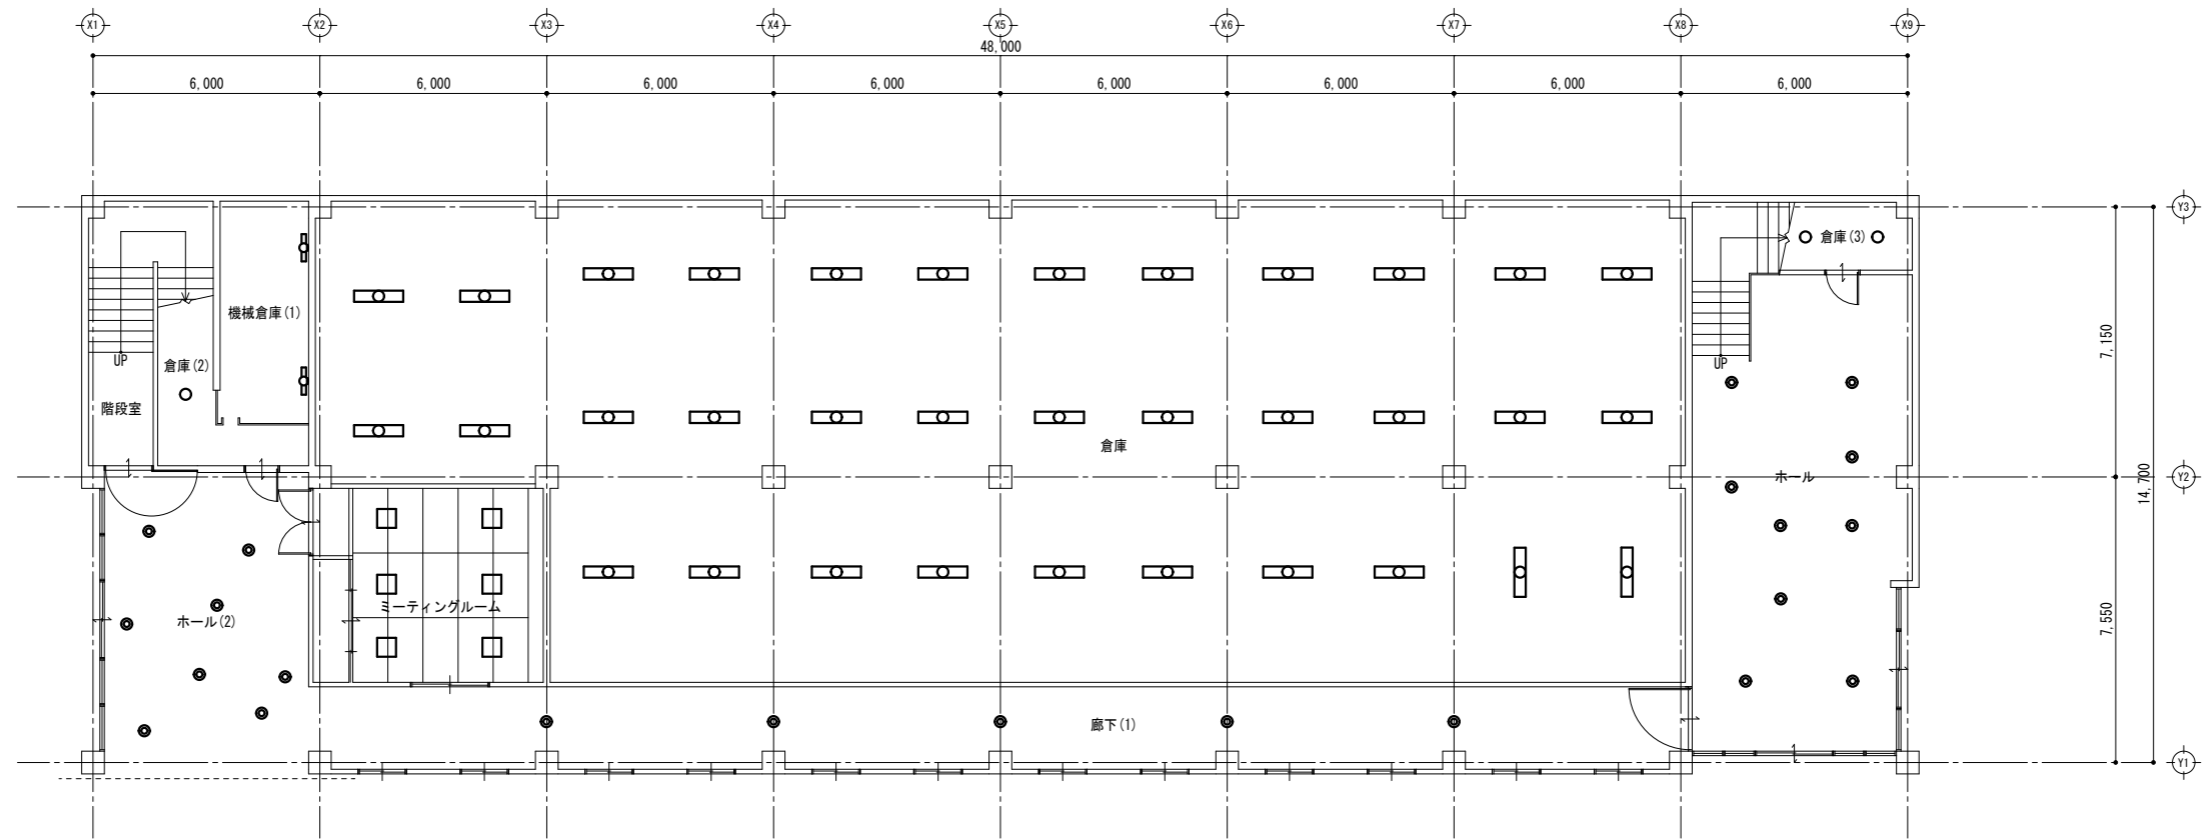 X1 X2 X3 X4 X5 X6 X7 X8 X9
48,000
6,000 6,000 6,000 6,000 6,000 6,000 6,000 6,000
Y3
倉庫(3)
機械倉庫(1)
7,150
UP
倉庫(2)
UP
階段室
倉庫
ホール
Y2
14,700
ミーティングルーム
ホール(2)
7,550
廊下(1)
Y1